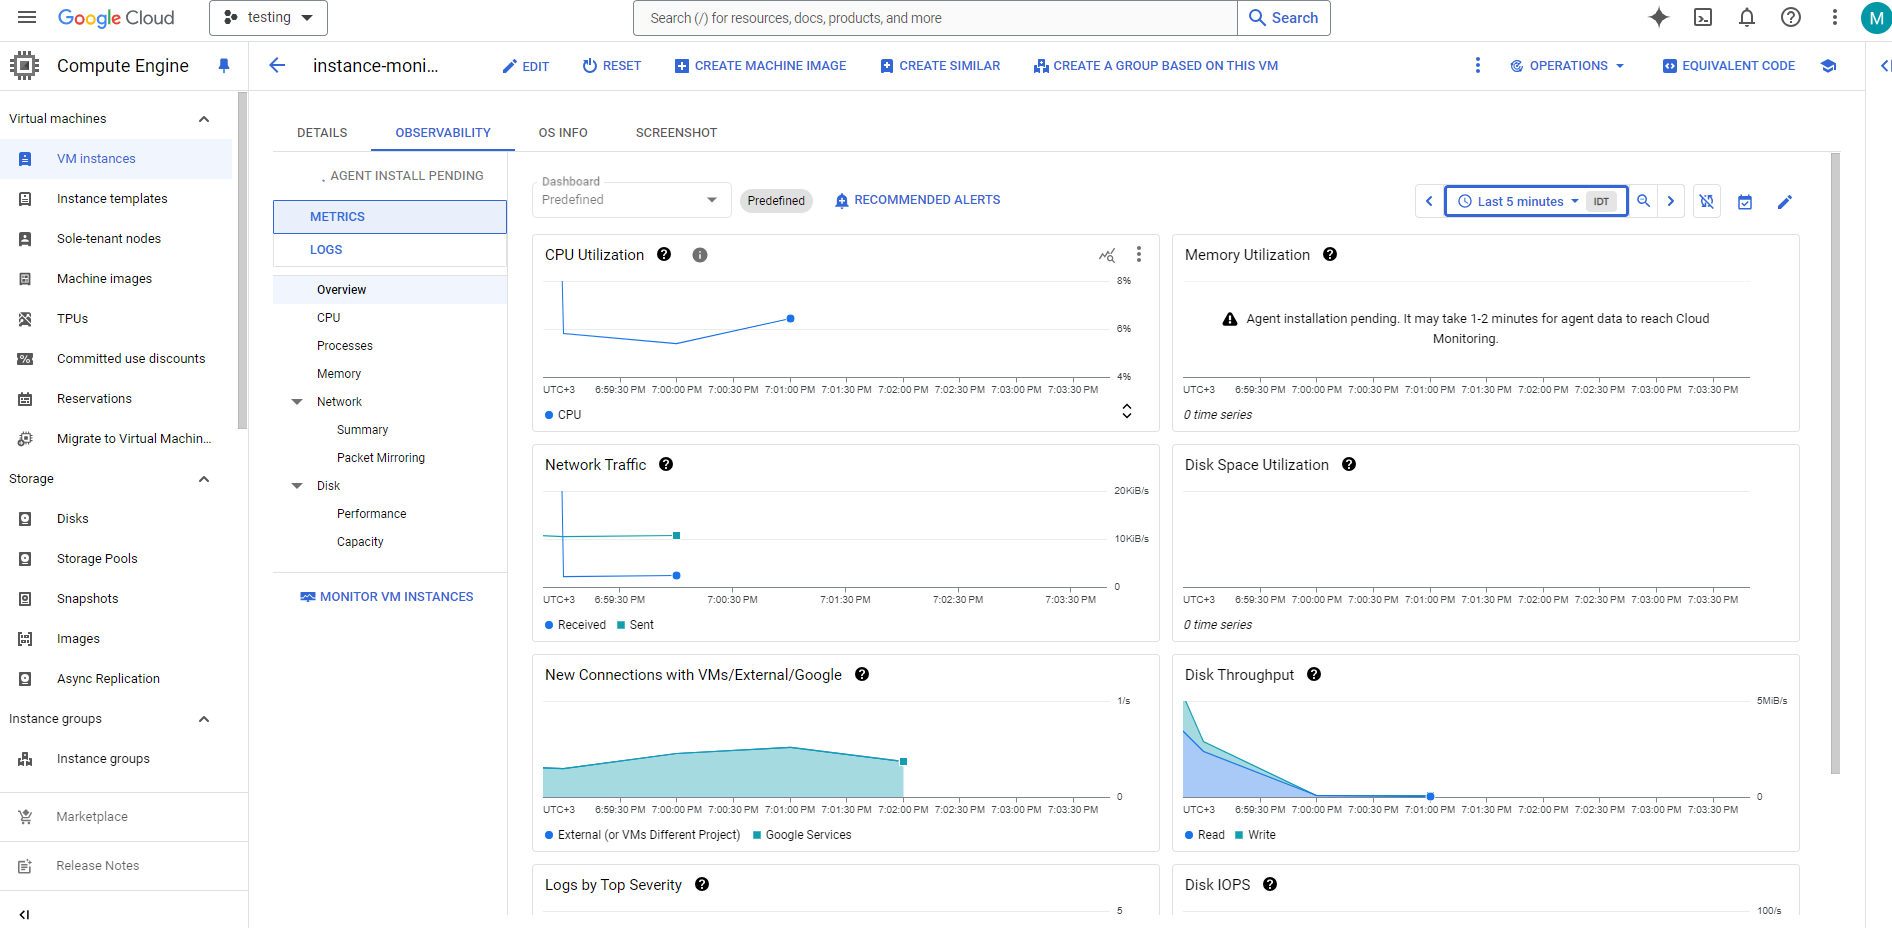 Google Cloud
testing
Search (/) for resources, docs, products, and more
Search
M
Compute Engine
instance-moni...
EDIT
RESET
CREATE MACHINE IMAGE
CREATE SIMILAR
CREATE A GROUP BASED ON THIS VM
OPERATIONS
EQUIVALENT CODE
Virtual machines
VM instances
Instance templates
Sole-tenant nodes
Machine images
TPUs
Committed use discounts
Reservations
Migrate to Virtual Machin...
Storage
Disks
Storage Pools
Snapshots
Images
Async Replication
Instance groups
Instance groups
Marketplace
Release Notes
DETAILS
OBSERVABILITY
OS INFO
SCREENSHOT
AGENT INSTALL PENDING
METRICS
LOGS
Overview
CPU
Processes
Memory
Network
Summary
Packet Mirroring
Disk
Performance
Capacity
MONITOR VM INSTANCES
Dashboard
Predefined
Predefined
RECOMMENDED ALERTS
Last 5 minutes
IDT
CPU Utilization
8%
6%
4%
UTC+3 6:59:30 PM 7:00:00 PM 7:00:30 PM 7:01:00 PM 7:01:30 PM 7:02:00 PM 7:02:30 PM 7:03:00 PM 7:03:30 PM
CPU
Memory Utilization
Agent installation pending. It may take 1-2 minutes for agent data to reach Cloud
Monitoring.
UTC+3 6:59:30 PM 7:00:00 PM 7:00:30 PM 7:01:00 PM 7:01:30 PM 7:02:00 PM 7:02:30 PM 7:03:00 PM 7:03:30 PM
0 time series
Network Traffic
20KiB/s
10KiB/s
0
UTC+3 6:59:30 PM 7:00:30 PM 7:01:30 PM 7:02:30 PM 7:03:30 PM
Received Sent
Disk Space Utilization
UTC+3 6:59:30 PM 7:00:00 PM 7:00:30 PM 7:01:00 PM 7:01:30 PM 7:02:00 PM 7:02:30 PM 7:03:00 PM 7:03:30 PM
0 time series
New Connections with VMs/External/Google
1/s
0
UTC+3 6:59:30 PM 7:00:00 PM 7:00:30 PM 7:01:00 PM 7:01:30 PM 7:02:00 PM 7:02:30 PM 7:03:00 PM 7:03:30 PM
External (or VMs Different Project) Google Services
Disk Throughput
5MiB/s
0
UTC+3 6:59:30 PM 7:00:00 PM 7:00:30 PM 7:01:00 PM 7:01:30 PM 7:02:00 PM 7:02:30 PM 7:03:00 PM 7:03:30 PM
Read Write
Logs by Top Severity
5
Disk IOPS
100/s